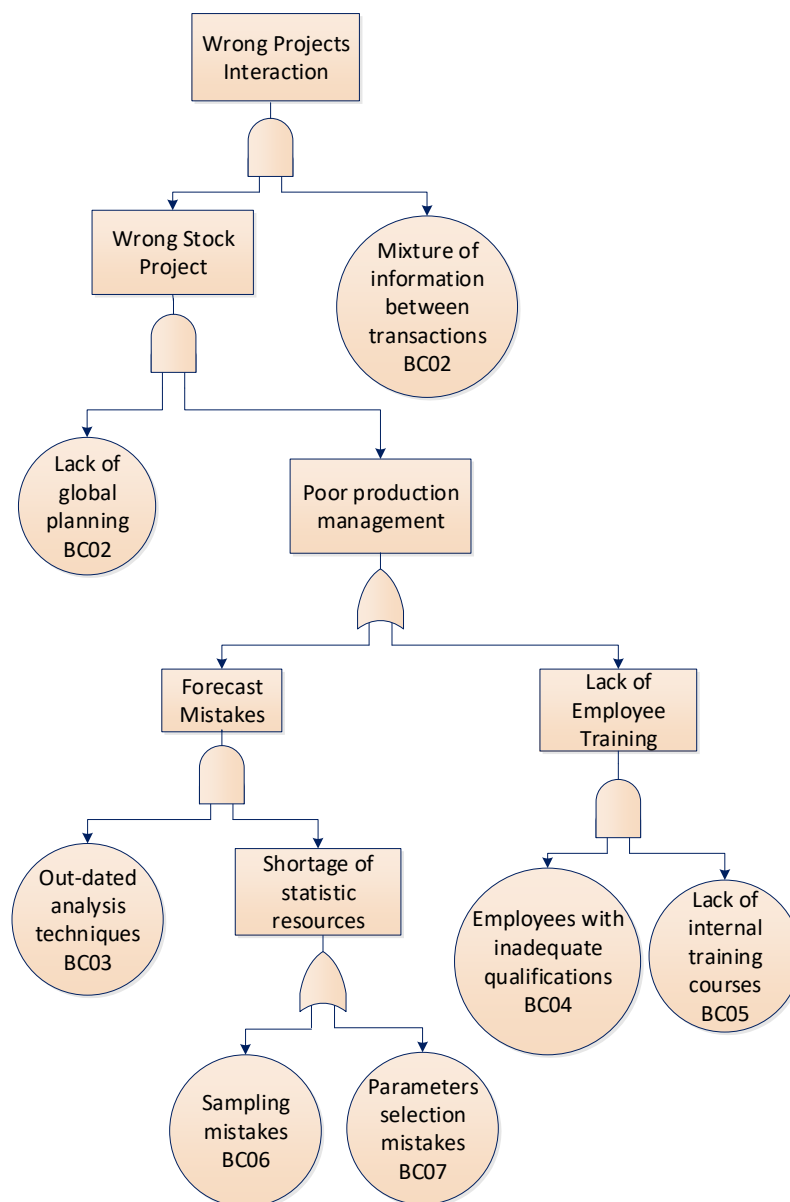 Wrong Projects
Interaction
Wrong Stock
Project
Mixture of
information
between
transactions
BC02
Lack of
global
planning
BC02
Poor production
management
Forecast
Mistakes
Lack of
Employee
Training
Out-dated
analysis
techniques
BC03
Shortage of
statistic
resources
Employees with
inadequate
qualifications
BC04
Lack of
internal
training
courses
BC05
Sampling
mistakes
BC06
Parameters
selection
mistakes
BC07